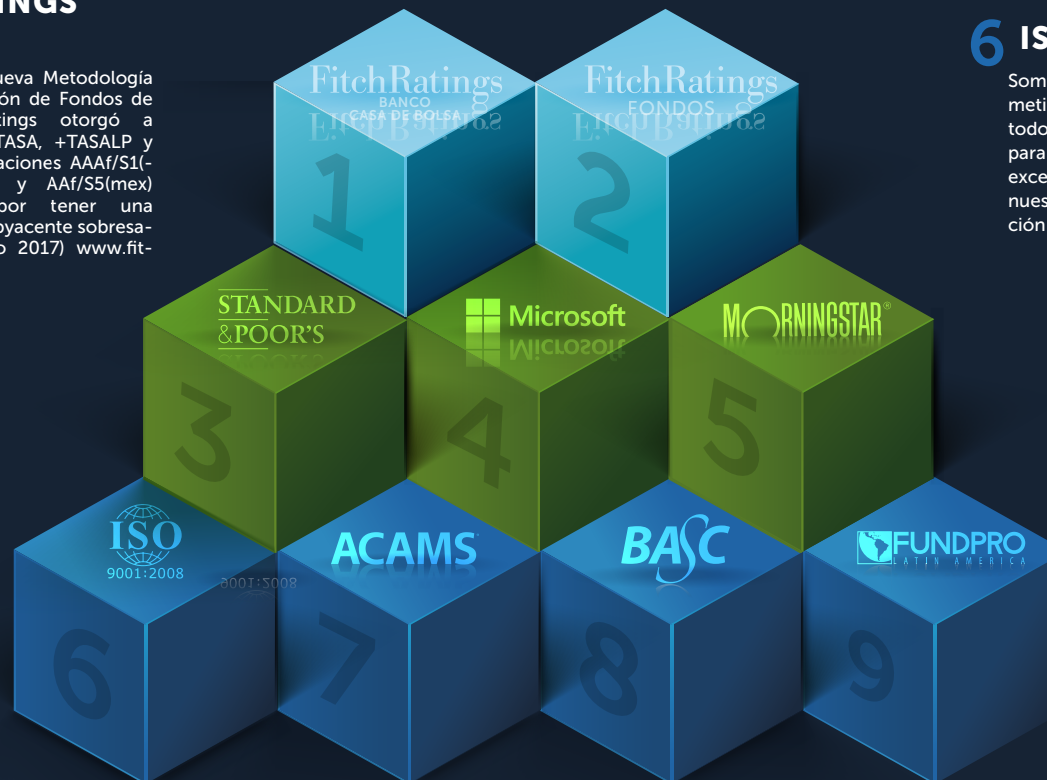 INGS
ueva Metodología
ón de Fondos de
tings otorgó a
TASA, +TASALP y
aciones AAAf/S1(-
y AAf/S5(mex)
por tener una
byacente sobresa-
o 2017) www.fit-
6 IS
Som
meti
todo
para
exce
nues
ción
FitchRatings
BANCO
CASA DE BOLSA
1
FitchRatings
FONDOS
2
STANDARD
&POOR'S
3
Microsoft
4
MORNINGSTAR®
5
ISO
9001:2008
6
ACAMS
7
BASC
8
FUNDPRO
LATIN AMERICA
9